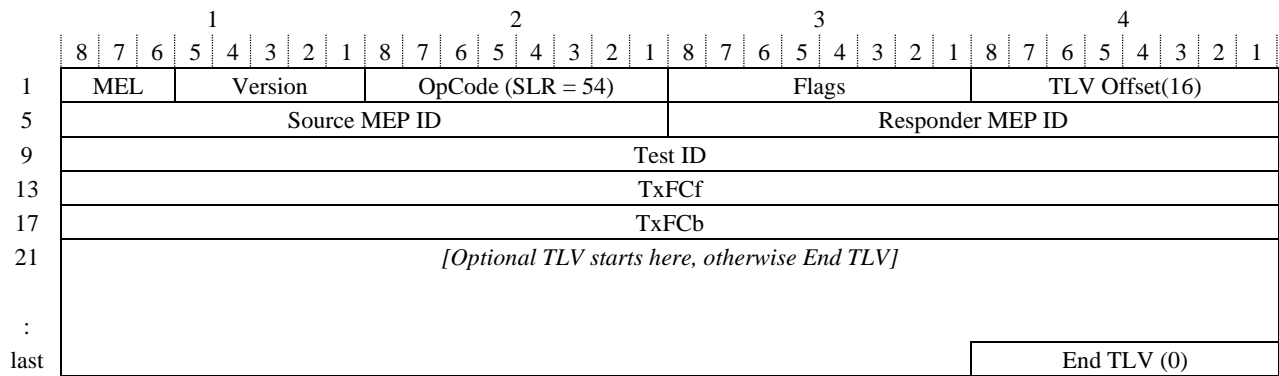 1 2 3 4
8 7 6 5 4 3 2 1 8 7 6 5 4 3 2 1 8 7 6 5 4 3 2 1 8 7 6 5 4 3 2 1
1 MEL Version OpCode (SLR = 54) Flags TLV Offset(16)
5 Source MEP ID Responder MEP ID
9 Test ID
13 TxFCf
17 TxFCb
21 [Optional TLV starts here, otherwise End TLV]
:
last End TLV (0)